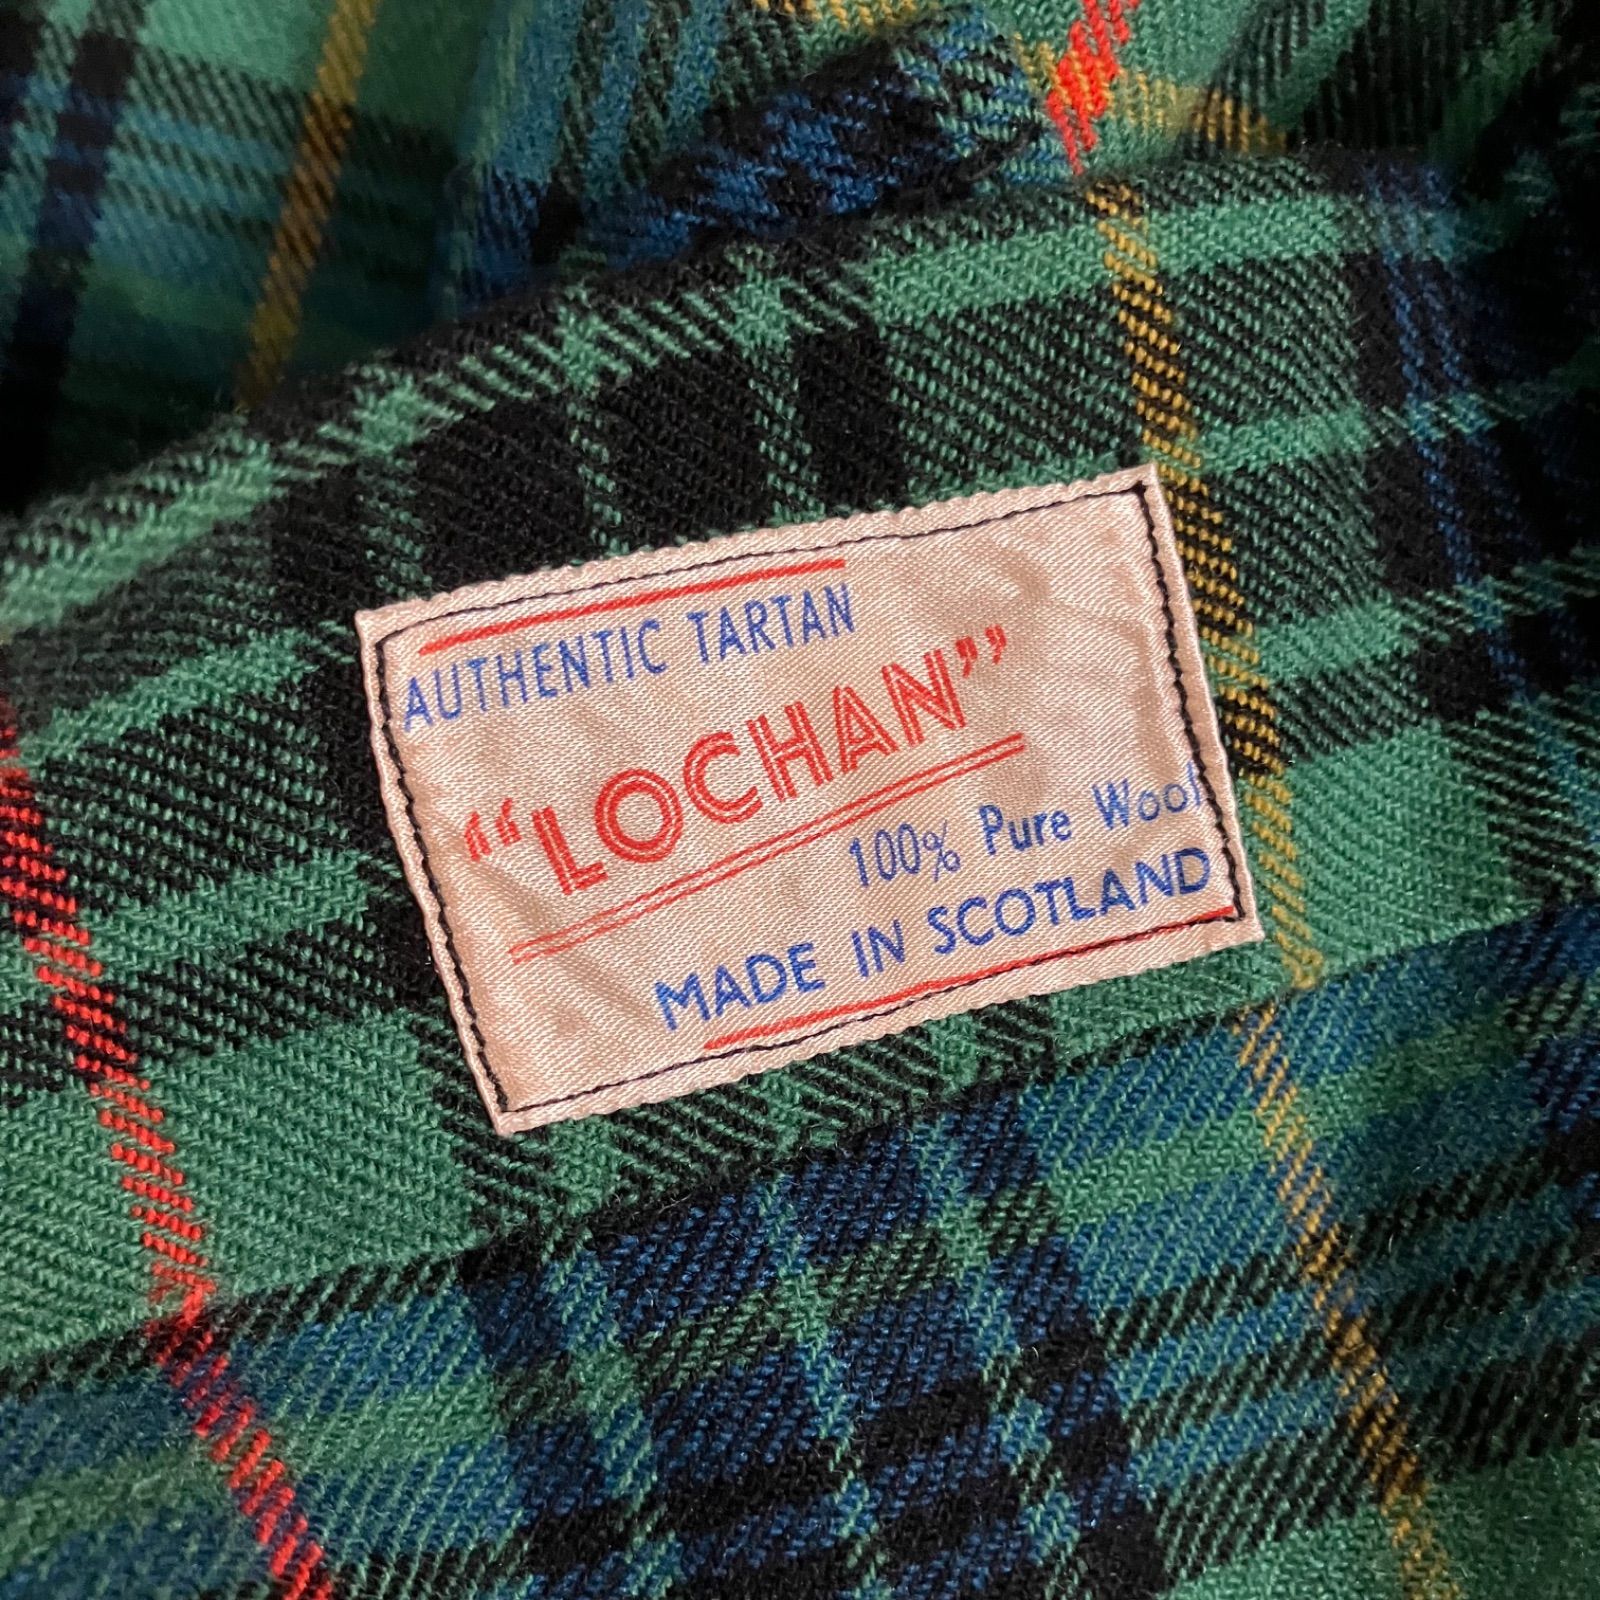 AUTHENTIC TARTAN
“LOCHAN”
100% Pure Wool
MADE IN SCOTLAND